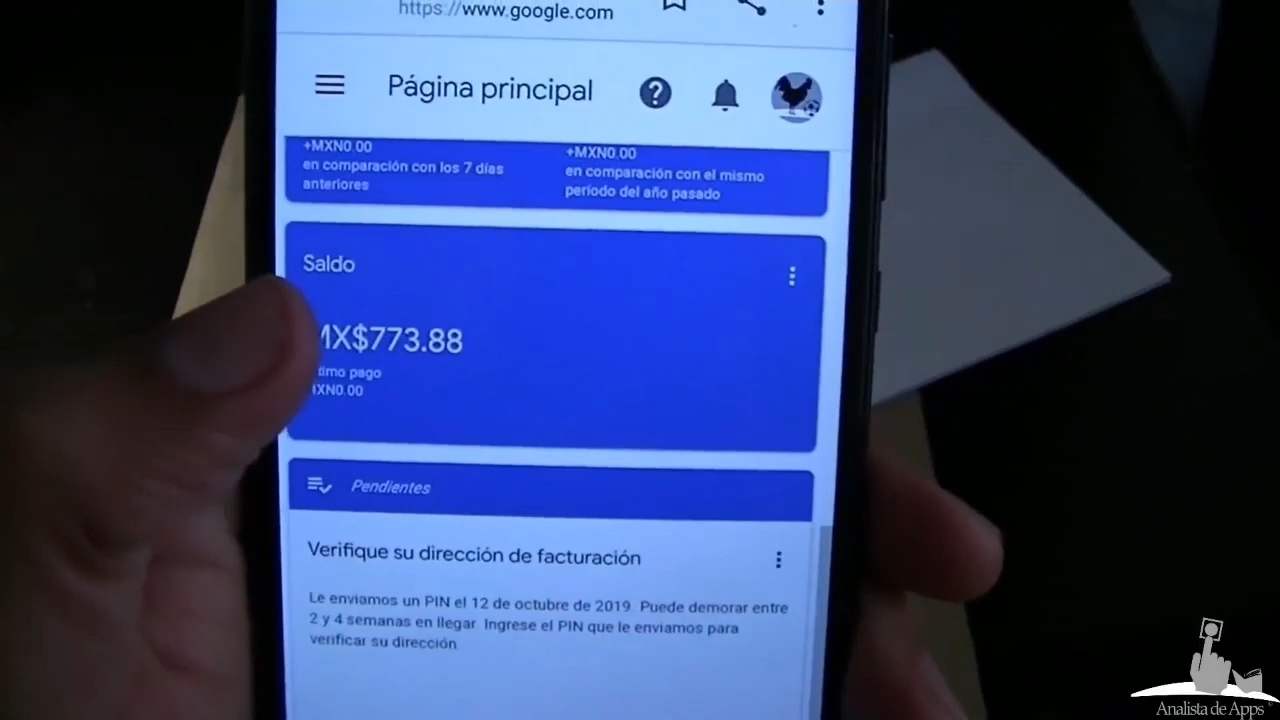 https://www.google.com
Página principal
+MXN0.00
en comparación con los 7 días
anteriores
+MXN0.00
en comparación con el mismo
período del año pasado
Saldo
MX$773.88
timo pago
MXN0.00
Pendientes
Verifique su dirección de facturación
Le enviamos un PIN el 12 de octubre de 2019. Puede demorar entre
2 y 4 semanas en llegar. Ingrese el PIN que le enviamos para
verificar su dirección.
Analista de Apps